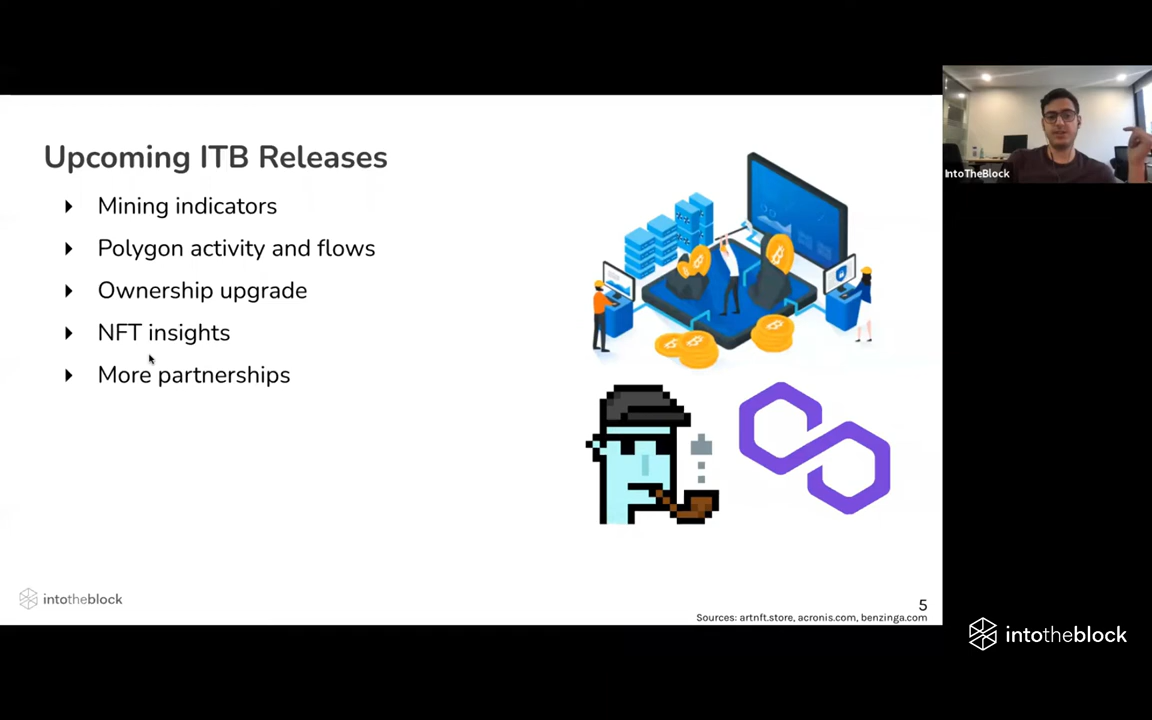 Upcoming ITB Releases
Mining indicators
Polygon activity and flows
Ownership upgrade
NFT insights
More partnerships
intotheblock
5
Sources: artnft.store, acronis.com, benzinga.com
IntoTheBlock
intotheblock